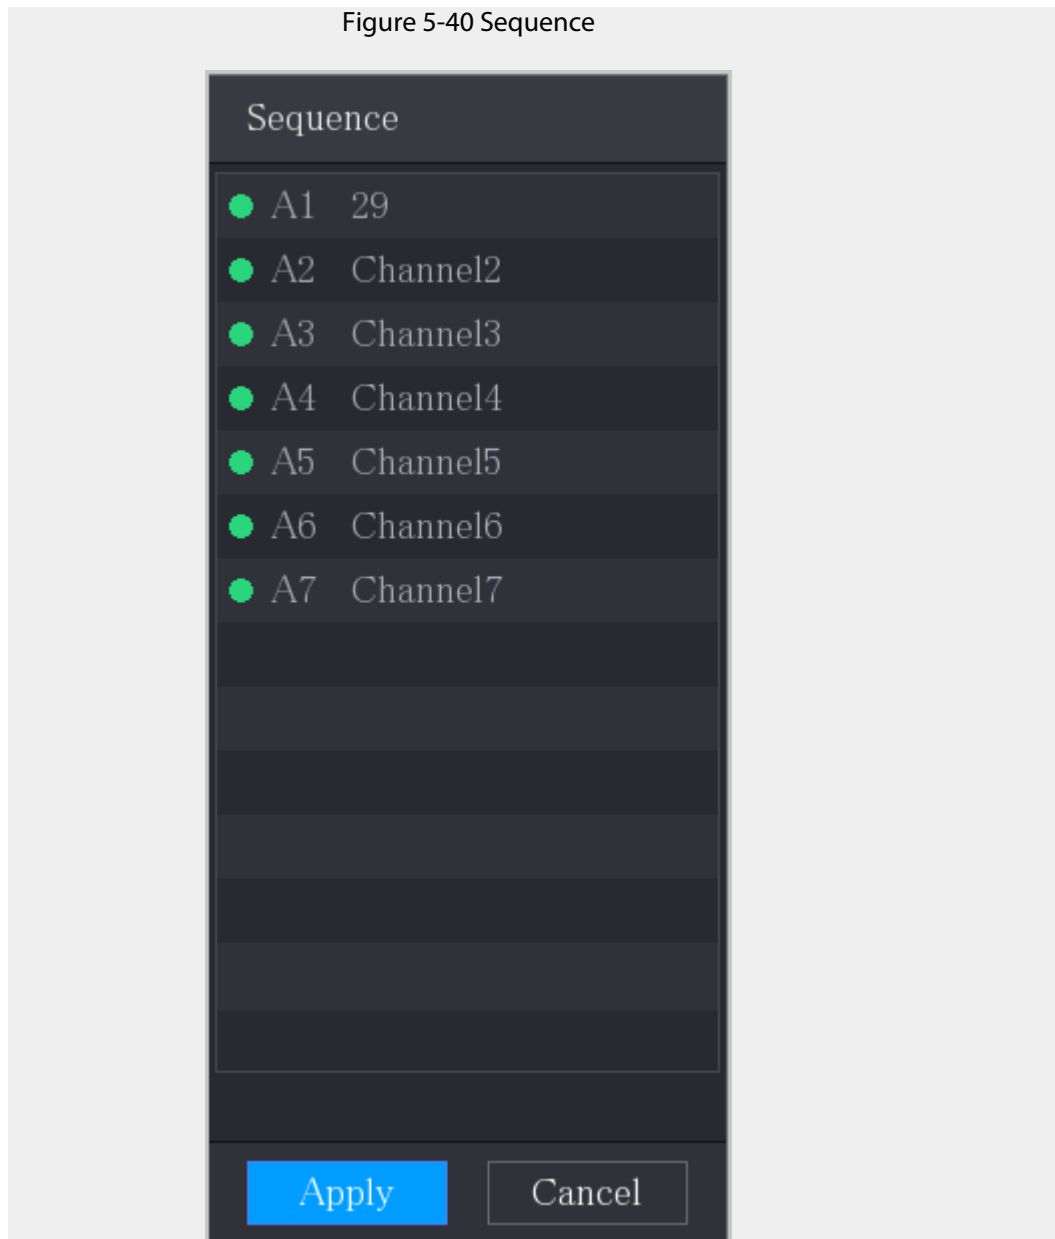 Figure 5-40 Sequence
Sequence
A1 29
A2 Channel2
A3 Channel3
A4 Channel4
A5 Channel5
A6 Channel6
A7 Channel7
Apply Cancel